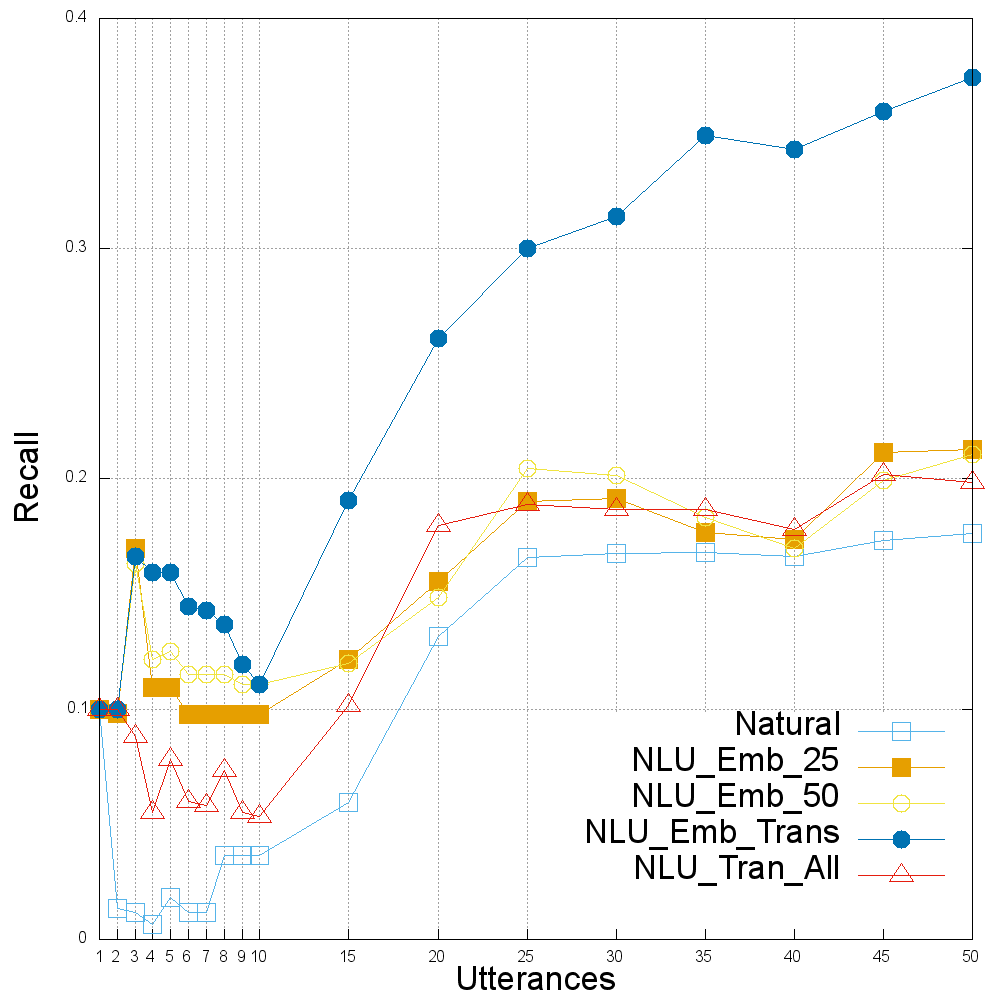 0.4
0.3
0.2
0.1
0
Recall
Natural
NLU_Emb_25
NLU_Emb_50
NLU_Emb_Trans
NLU_Tran_All
1 2 3 4 5 6 7 8 9 10 15 20 25 30 35 40 45 50
Utterances